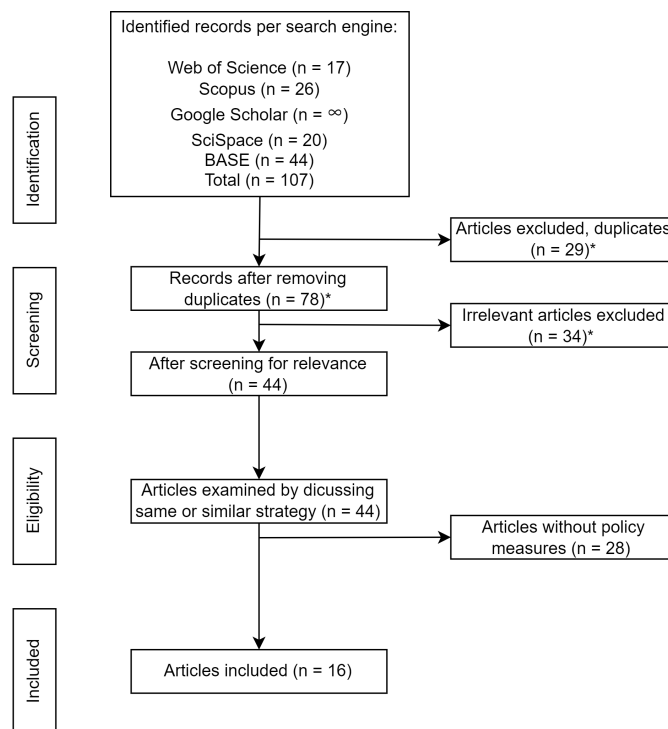 Identified records per search engine:
Web of Science (n = 17)
Scopus (n = 26)
Google Scholar (n = ∞)
SciSpace (n = 20)
BASE (n = 44)
Total (n = 107)
Identification
Articles excluded, duplicates
(n = 29)*
Records after removing
duplicates (n = 78)*
Screening
Irrelevant articles excluded
(n = 34)*
After screening for relevance
(n = 44)
Articles examined by dicussing
same or similar strategy (n = 44)
Eligibility
Articles without policy
measures (n = 28)
Articles included (n = 16)
Included